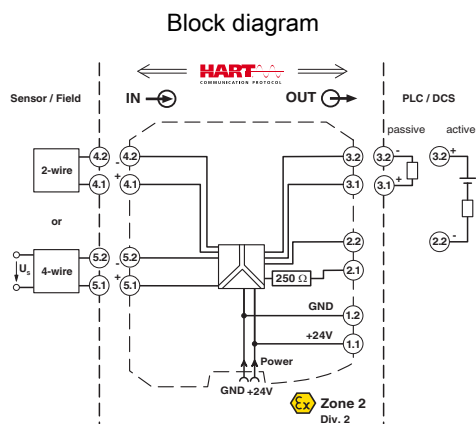 Block diagram
HART
COMMUNICATION PROTOCOL
Sensor / Field
IN
OUT
PLC / DCS
passive
active
2-wire
4.2
4.2
-
4.1
+
4.1
3.2
3.2
-
3.1
3.1
+
3.2
+
or
Us
4-wire
5.2
-
5.2
5.1
+
5.1
2.2
2.2
-
250 Ω
2.1
GND
1.2
+24V
1.1
Power
GND +24V
Ex
Zone 2
Div. 2